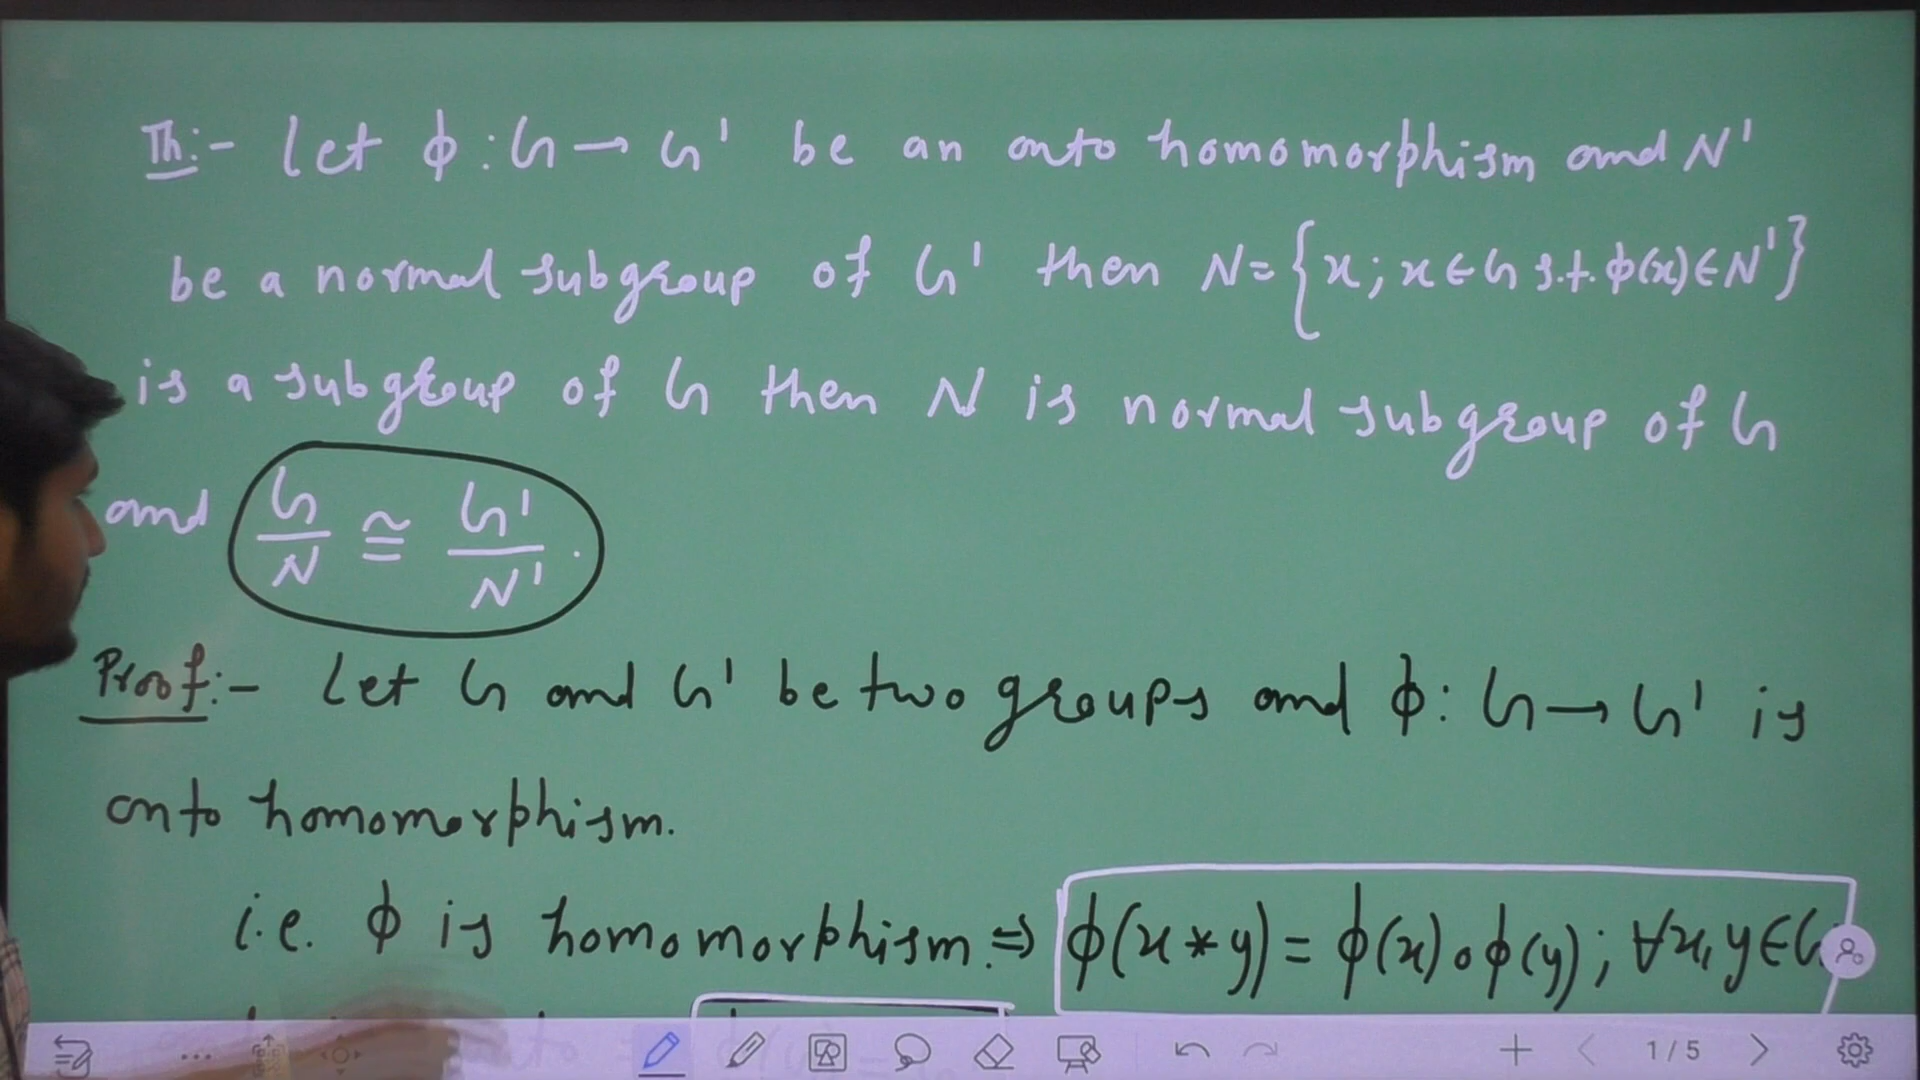 Th:- Let ϕ : G → G' be an onto homomorphism and N'
be a normal subgroup of G' then N = {x ; x ∈ G s.t. ϕ(x) ∈ N'}
is a subgroup of G then N is normal subgroup of G
and G/N ≅ G'/N' .
Proof:- Let G and G' be two groups and ϕ : G → G' is
onto homomorphism.
i.e. ϕ is homomorphism. ⇒ ϕ(x * y) = ϕ(x) ∘ ϕ(y) ; ∀ x, y ∈ G
1 / 5